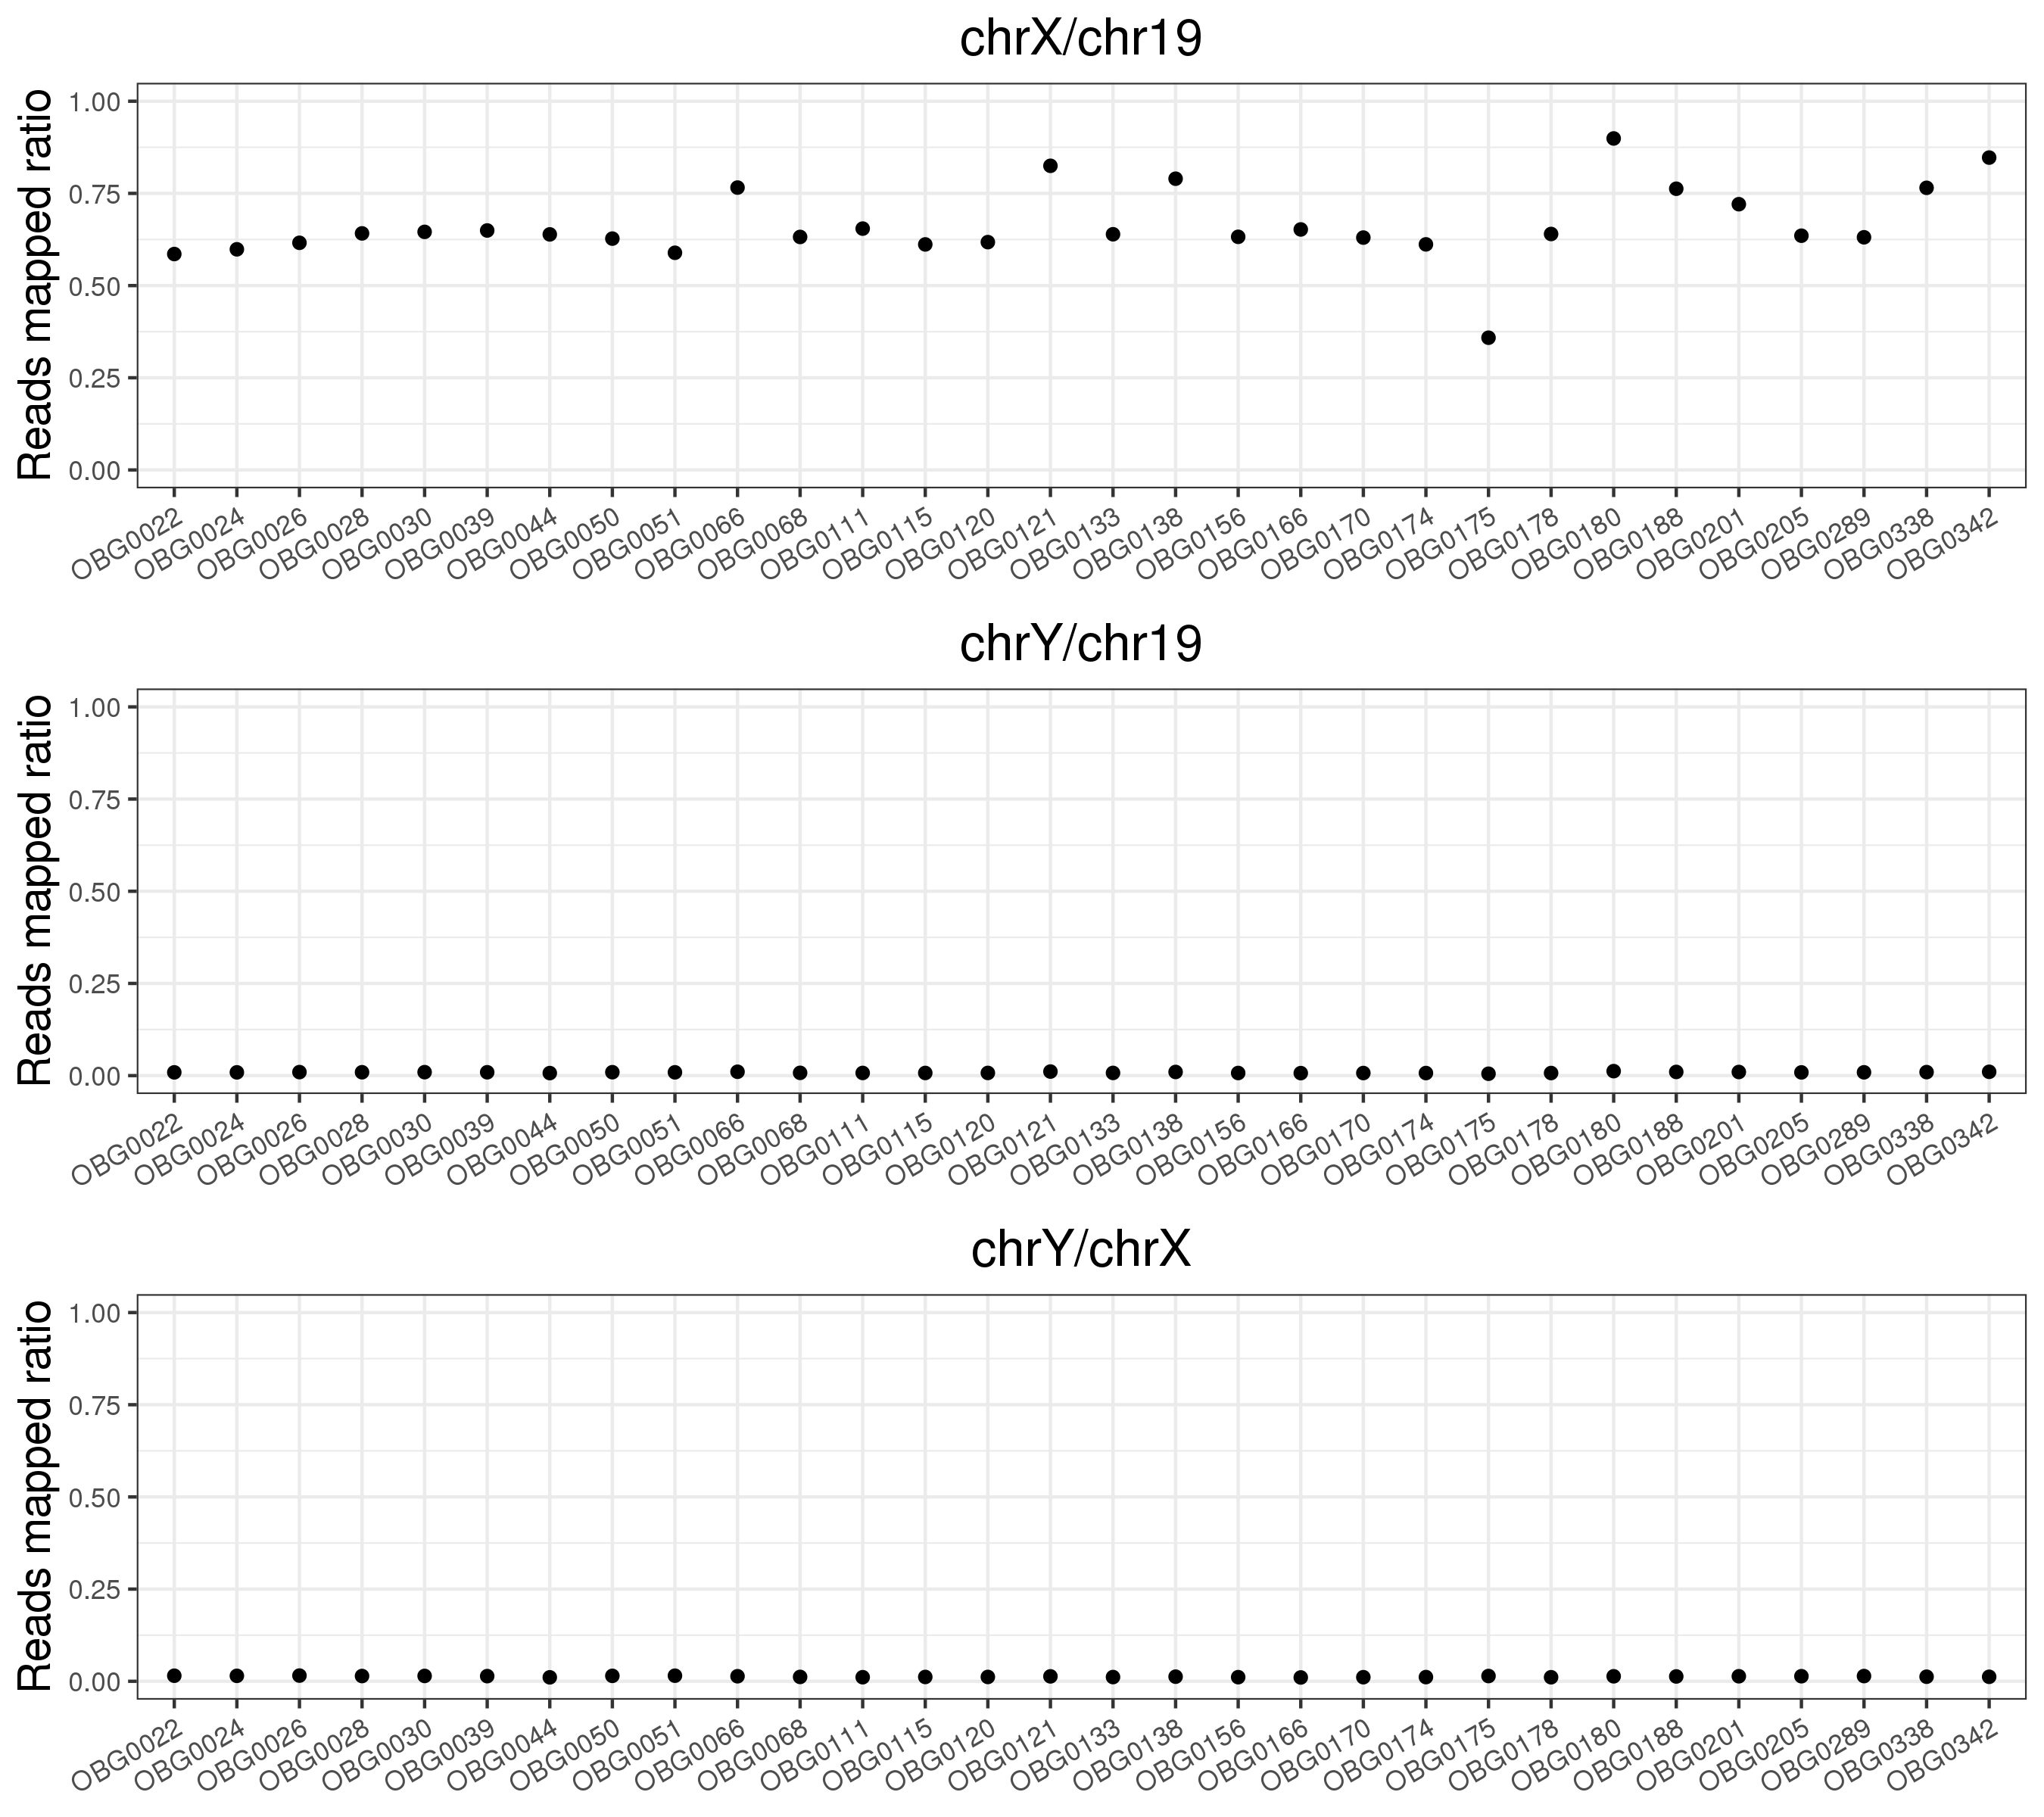 chrX/chr19
Reads mapped ratio
1.00
0.75
0.50
0.25
0.00
OBG0022 OBG0024 OBG0026 OBG0028 OBG0030 OBG0039 OBG0044 OBG0050 OBG0051 OBG0066 OBG0068 OBG0111 OBG0115 OBG0120 OBG0121 OBG0133 OBG0138 OBG0156 OBG0166 OBG0170 OBG0174 OBG0175 OBG0178 OBG0180 OBG0188 OBG0201 OBG0205 OBG0289 OBG0338 OBG0342
chrY/chr19
Reads mapped ratio
1.00
0.75
0.50
0.25
0.00
OBG0022 OBG0024 OBG0026 OBG0028 OBG0030 OBG0039 OBG0044 OBG0050 OBG0051 OBG0066 OBG0068 OBG0111 OBG0115 OBG0120 OBG0121 OBG0133 OBG0138 OBG0156 OBG0166 OBG0170 OBG0174 OBG0175 OBG0178 OBG0180 OBG0188 OBG0201 OBG0205 OBG0289 OBG0338 OBG0342
chrY/chrX
Reads mapped ratio
1.00
0.75
0.50
0.25
0.00
OBG0022 OBG0024 OBG0026 OBG0028 OBG0030 OBG0039 OBG0044 OBG0050 OBG0051 OBG0066 OBG0068 OBG0111 OBG0115 OBG0120 OBG0121 OBG0133 OBG0138 OBG0156 OBG0166 OBG0170 OBG0174 OBG0175 OBG0178 OBG0180 OBG0188 OBG0201 OBG0205 OBG0289 OBG0338 OBG0342